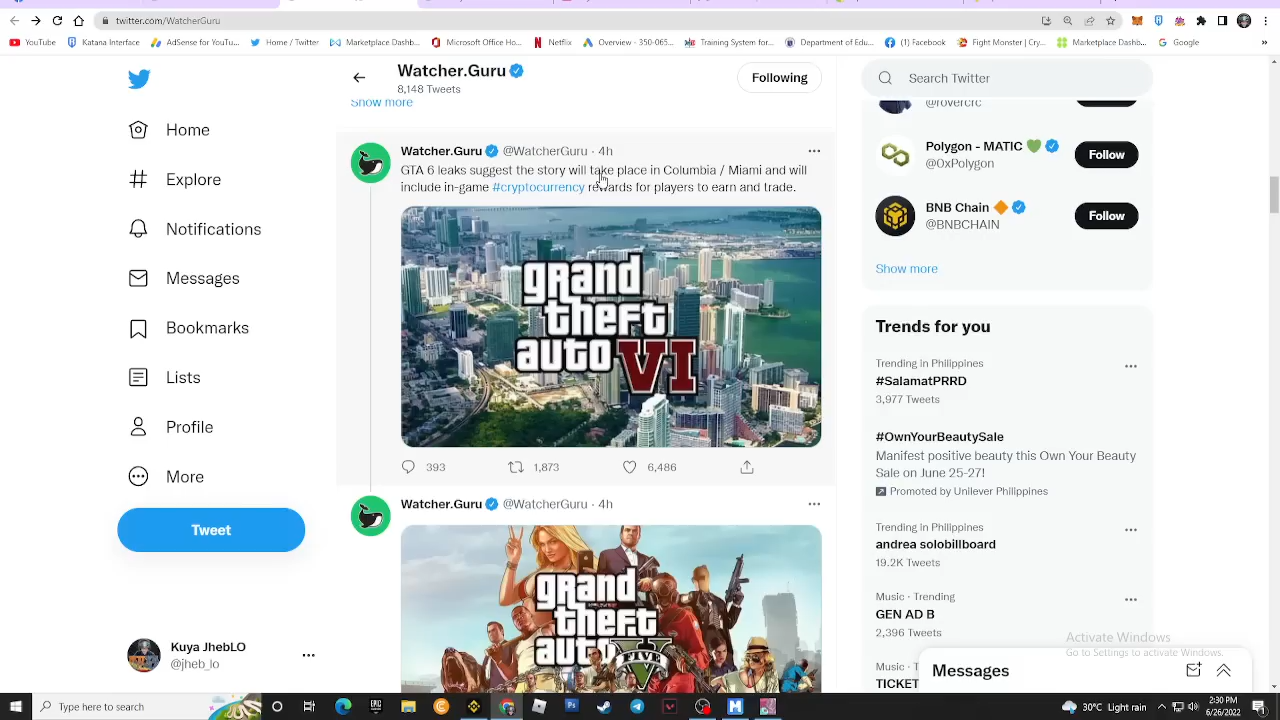 twitter.com/WatcherGuru
YouTube
Katana Interface
AdSense for YouTu...
Home / Twitter
Marketplace Dashb...
Microsoft Office Ho...
Netflix
Overview - 350-065...
Training System for...
Department of Edu...
(1) Facebook
Fight Monster | Cry...
Marketplace Dashb...
Google
»
Home
Explore
Notifications
Messages
Bookmarks
Lists
Profile
More
Tweet
Kuya JhebLO
@jheb_lo
Watcher.Guru
8,148 Tweets
Following
Show more
Watcher.Guru @WatcherGuru · 4h
GTA 6 leaks suggest the story will take place in Columbia / Miami and will
include in-game #cryptocurrency rewards for players to earn and trade.
grand
theft
auto VI
393
1,873
6,486
Watcher.Guru @WatcherGuru · 4h
grand
theft
auto V
FIVE
Search Twitter
@rovercrc
Polygon - MATIC
@0xPolygon
Follow
BNB Chain
@BNBCHAIN
Follow
Show more
Trends for you
Trending in Philippines
#SalamatPRRD
3,977 Tweets
#OwnYourBeautySale
Manifest positive beauty this Own Your Beauty
Sale on June 25-27!
Promoted by Unilever Philippines
Trending in Philippines
andrea solobillboard
19.2K Tweets
Music · Trending
GEN AD B
2,396 Tweets
Music · T
TICKET
Activate Windows
Go to Settings to activate Windows.
Messages
Type here to search
30°C Light rain
2:30 PM
6/26/2022